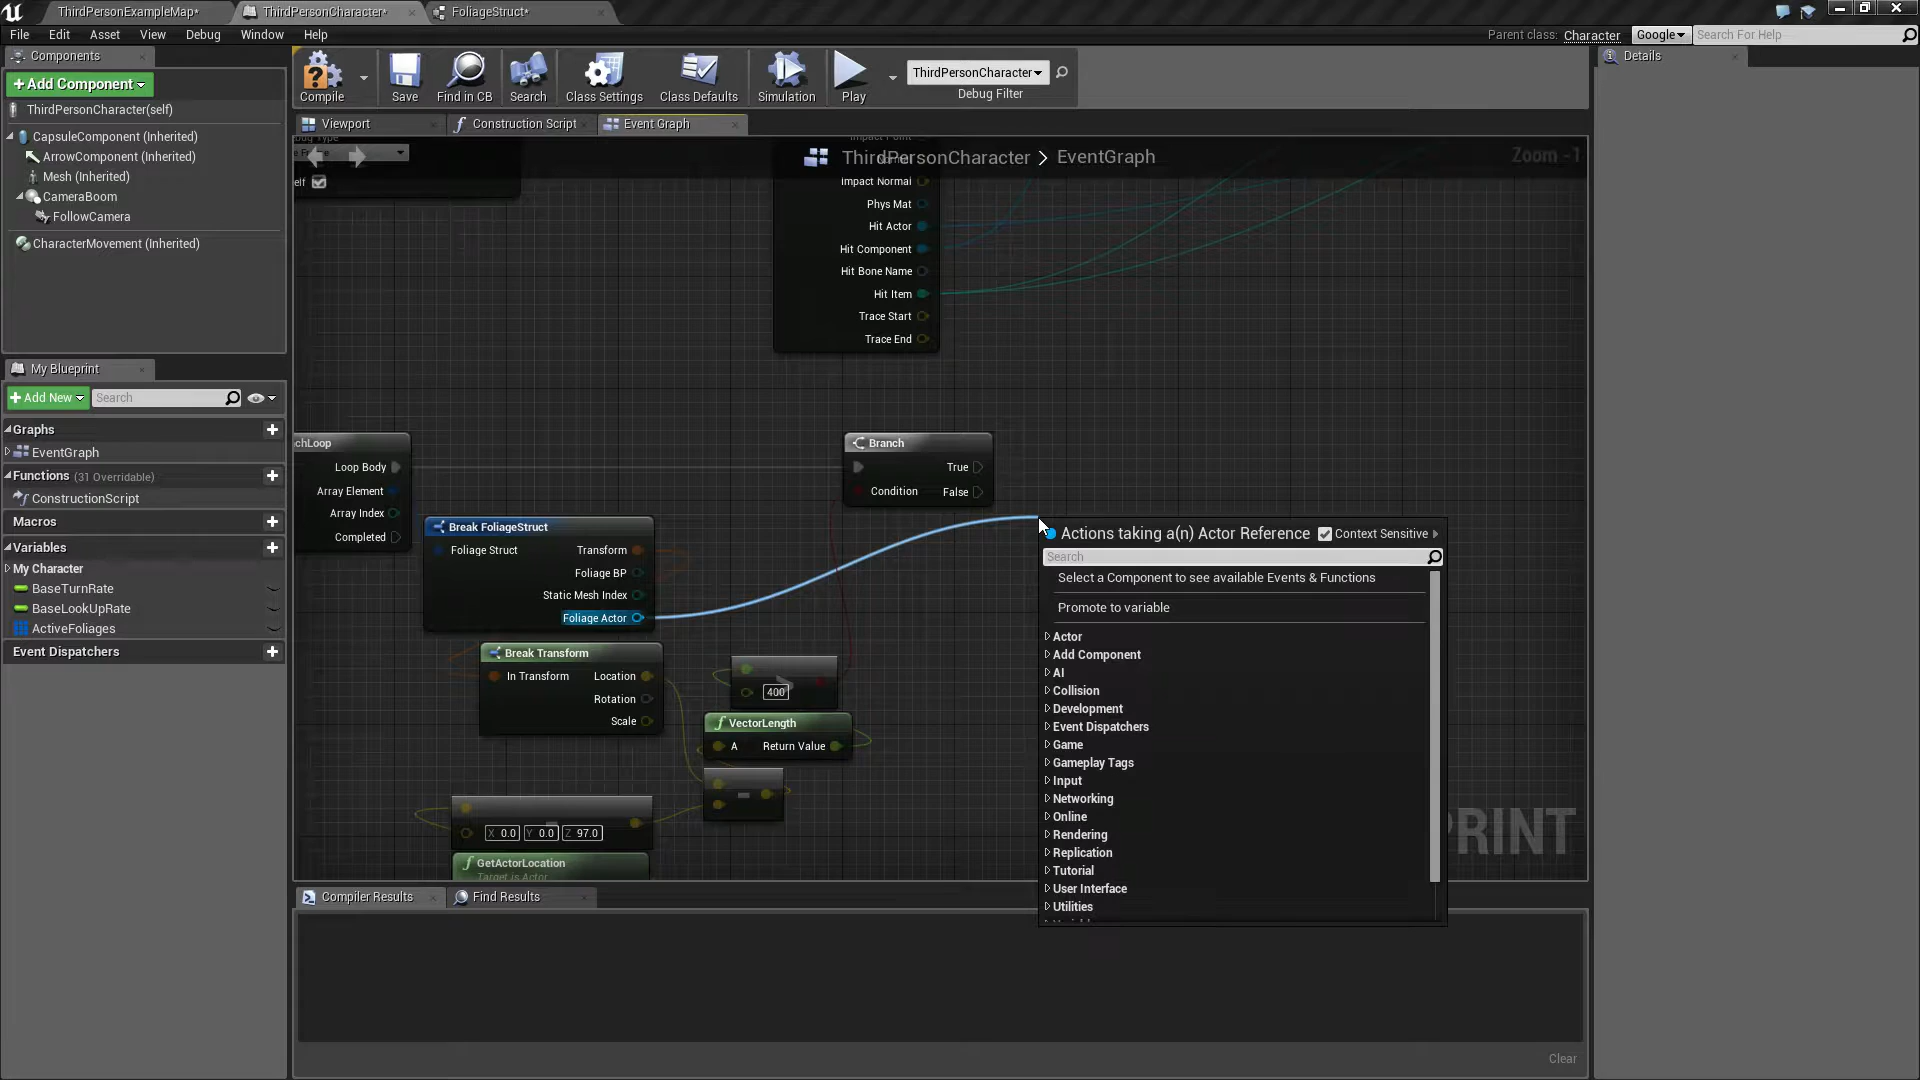 ThirdPersonExampleMap*
ThirdPersonCharacter*
FoliageStruct*
File Edit Asset View Debug Window Help
Parent class: Character
Google
Search For Help
Components
+ Add Component
ThirdPersonCharacter(self)
CapsuleComponent (Inherited)
ArrowComponent (Inherited)
Mesh (Inherited)
CameraBoom
FollowCamera
CharacterMovement (Inherited)
My Blueprint
+ Add New
Search
Graphs
EventGraph
Functions (31 Overridable)
ConstructionScript
Macros
Variables
My Character
BaseTurnRate
BaseLookUpRate
ActiveFoliages
Event Dispatchers
Compile
Save
Find in CB
Search
Class Settings
Class Defaults
Simulation
Play
ThirdPersonCharacter
Debug Filter
Details
Viewport
Construction Script
Event Graph
ThirdPersonCharacter > EventGraph
Zoom -1
elf
Impact Normal
Phys Mat
Hit Actor
Hit Component
Hit Bone Name
Hit Item
Trace Start
Trace End
chLoop
Loop Body
Array Element
Array Index
Completed
Branch
True
Condition
False
Break FoliageStruct
Foliage Struct
Transform
Foliage BP
Static Mesh Index
Foliage Actor
Break Transform
In Transform
Location
Rotation
Scale
400
VectorLength
A
Return Value
X 0.0 Y 0.0 Z 97.0
GetActorLocation
Target is Actor
Actions taking a(n) Actor Reference
Context Sensitive
Search
Select a Component to see available Events & Functions
Promote to variable
Actor
Add Component
AI
Collision
Development
Event Dispatchers
Game
Gameplay Tags
Input
Networking
Online
Rendering
Replication
Tutorial
User Interface
Utilities
PRINT
Compiler Results
Find Results
Clear